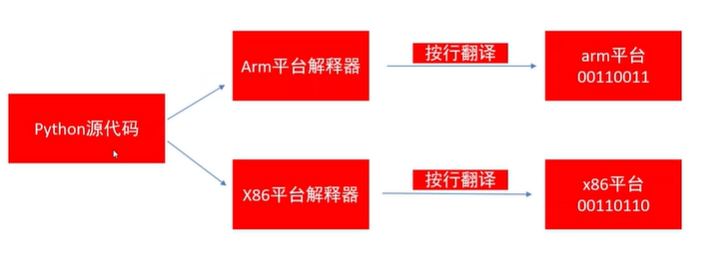 Arm平台解释器
按行翻译
arm平台
00110011
Python源代码
X86平台解释器
按行翻译
x86平台
00110110